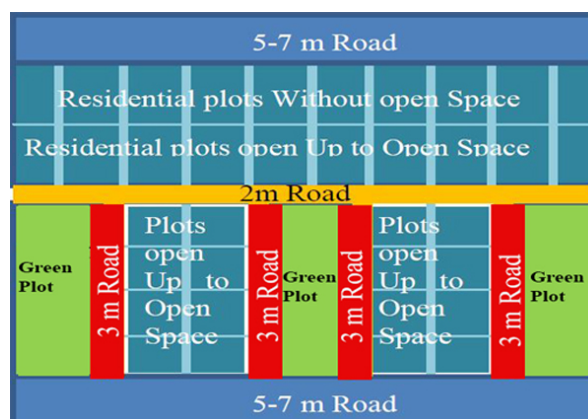 5-7 m Road
Residential plots Without open Space
Residential plots open Up to Open Space
2m Road
Green
Plot
3 m Road
Plots
open
Up to
Open
Space
3 m Road
Green
Plot
3 m Road
Plots
open
Up to
Open
Space
3 m Road
Green
Plot
5-7 m Road